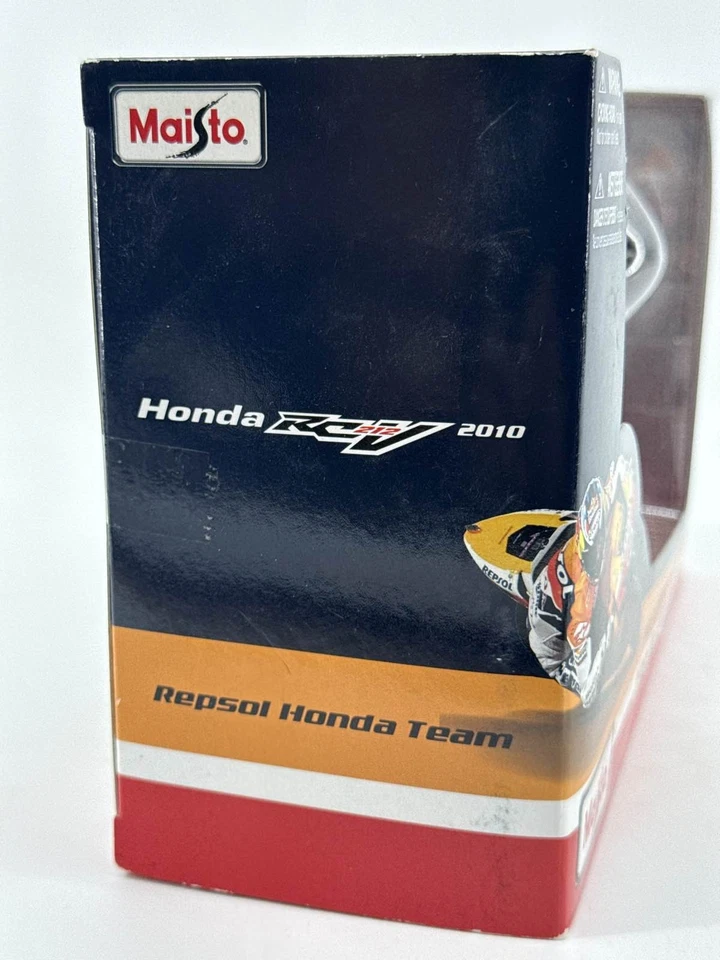 Maisto
Honda RC212V 2010
REPSOL
Repsol Honda Team